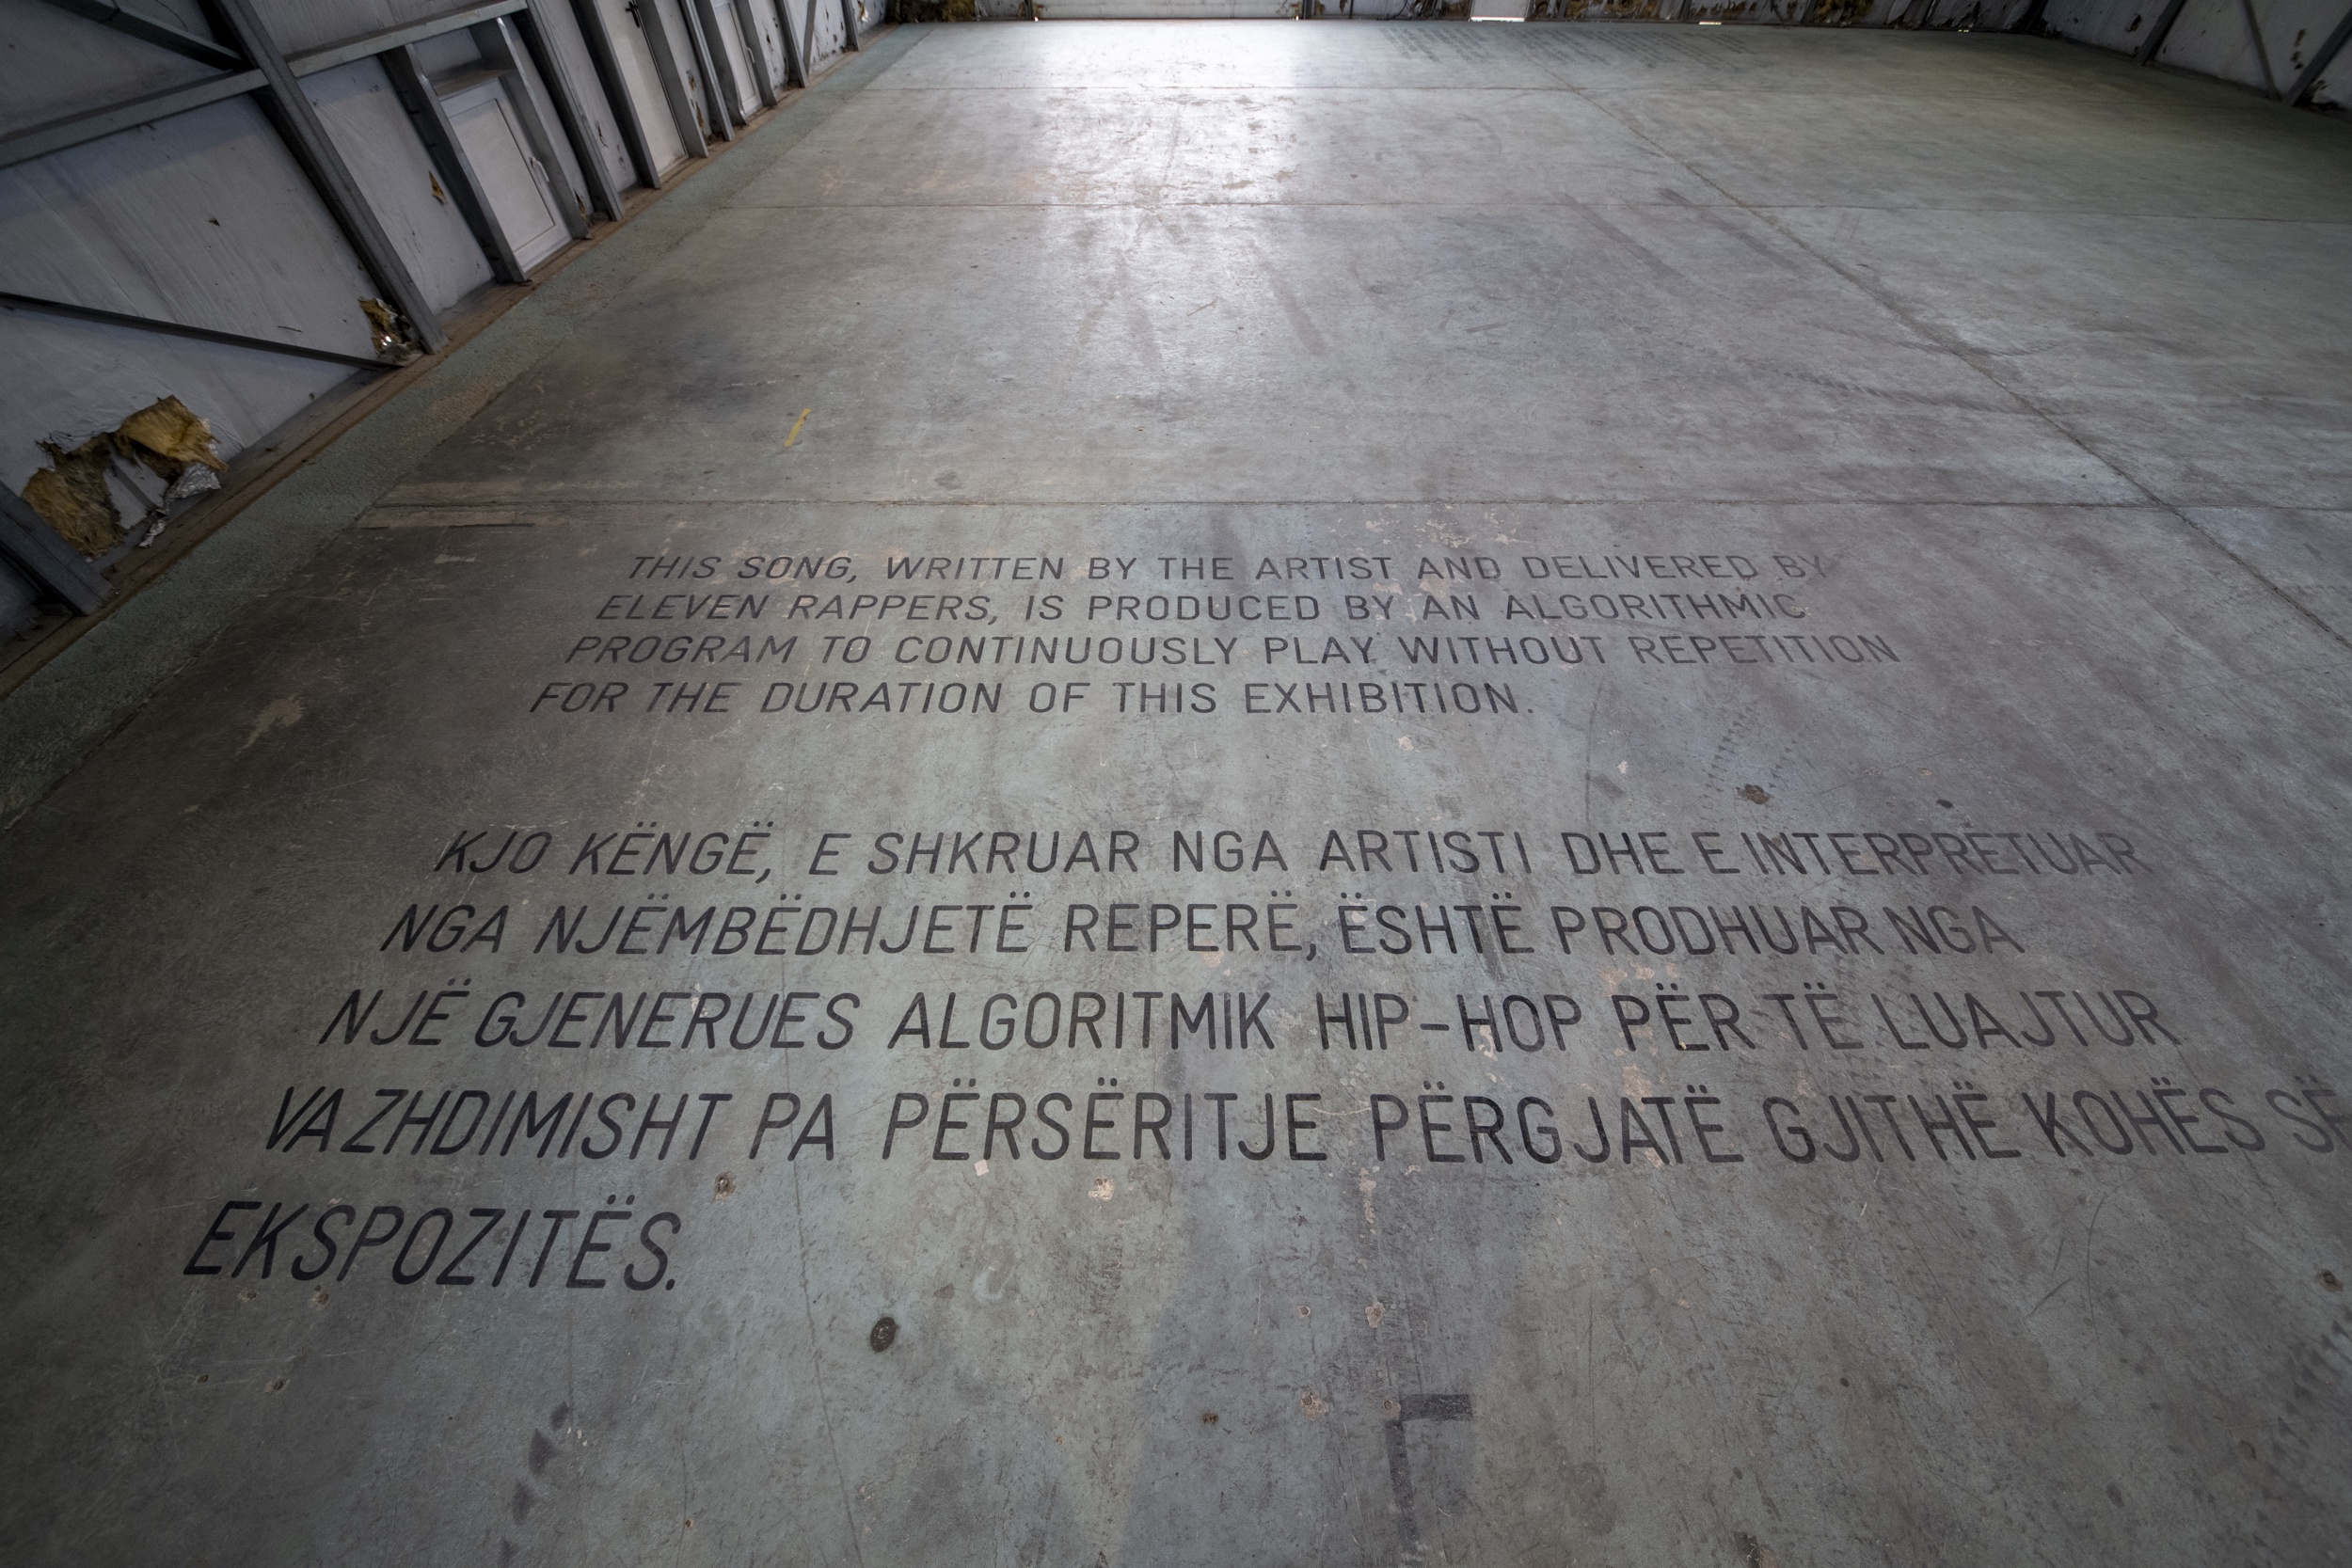 THIS SONG, WRITTEN BY THE ARTIST AND DELIVERED BY
ELEVEN RAPPERS, IS PRODUCED BY AN ALGORITHMIC
PROGRAM TO CONTINUOUSLY PLAY WITHOUT REPETITION
FOR THE DURATION OF THIS EXHIBITION.
KJO KËNGË, E SHKRUAR NGA ARTISTI DHE E INTERPRETUAR
NGA NJËMBËDHJETË REPERË, ËSHTË PRODHUAR NGA
NJË GJENERUES ALGORITMIK HIP-HOP PËR TË LUAJTUR
VAZHDIMISHT PA PËRSËRITJE PËRGJATË GJITHË KOHËS SË
EKSPOZITËS.